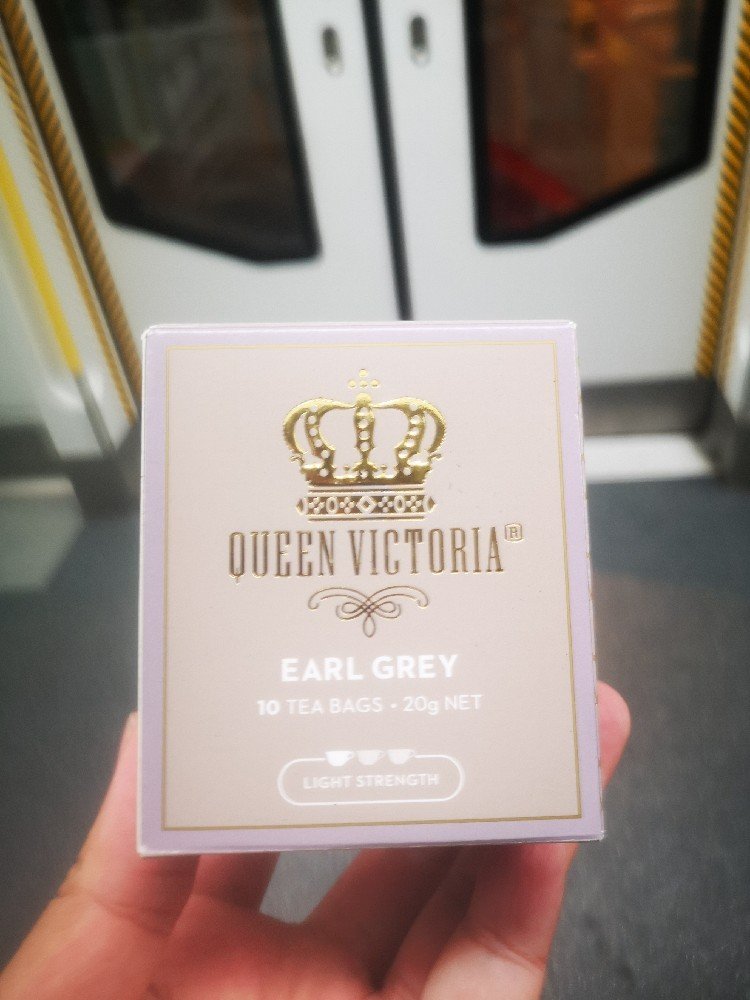 QUEEN VICTORIA®
EARL GREY
10 TEA BAGS - 20g NET
LIGHT STRENGTH